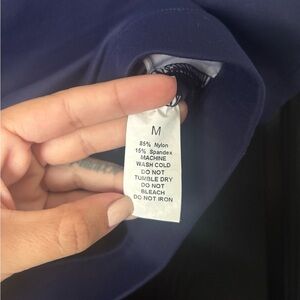 M
85% Nylon
15% Spandex
MACHINE
WASH COLD
DO NOT
TUMBLE DRY
DO NOT
BLEACH
DO NOT IRON